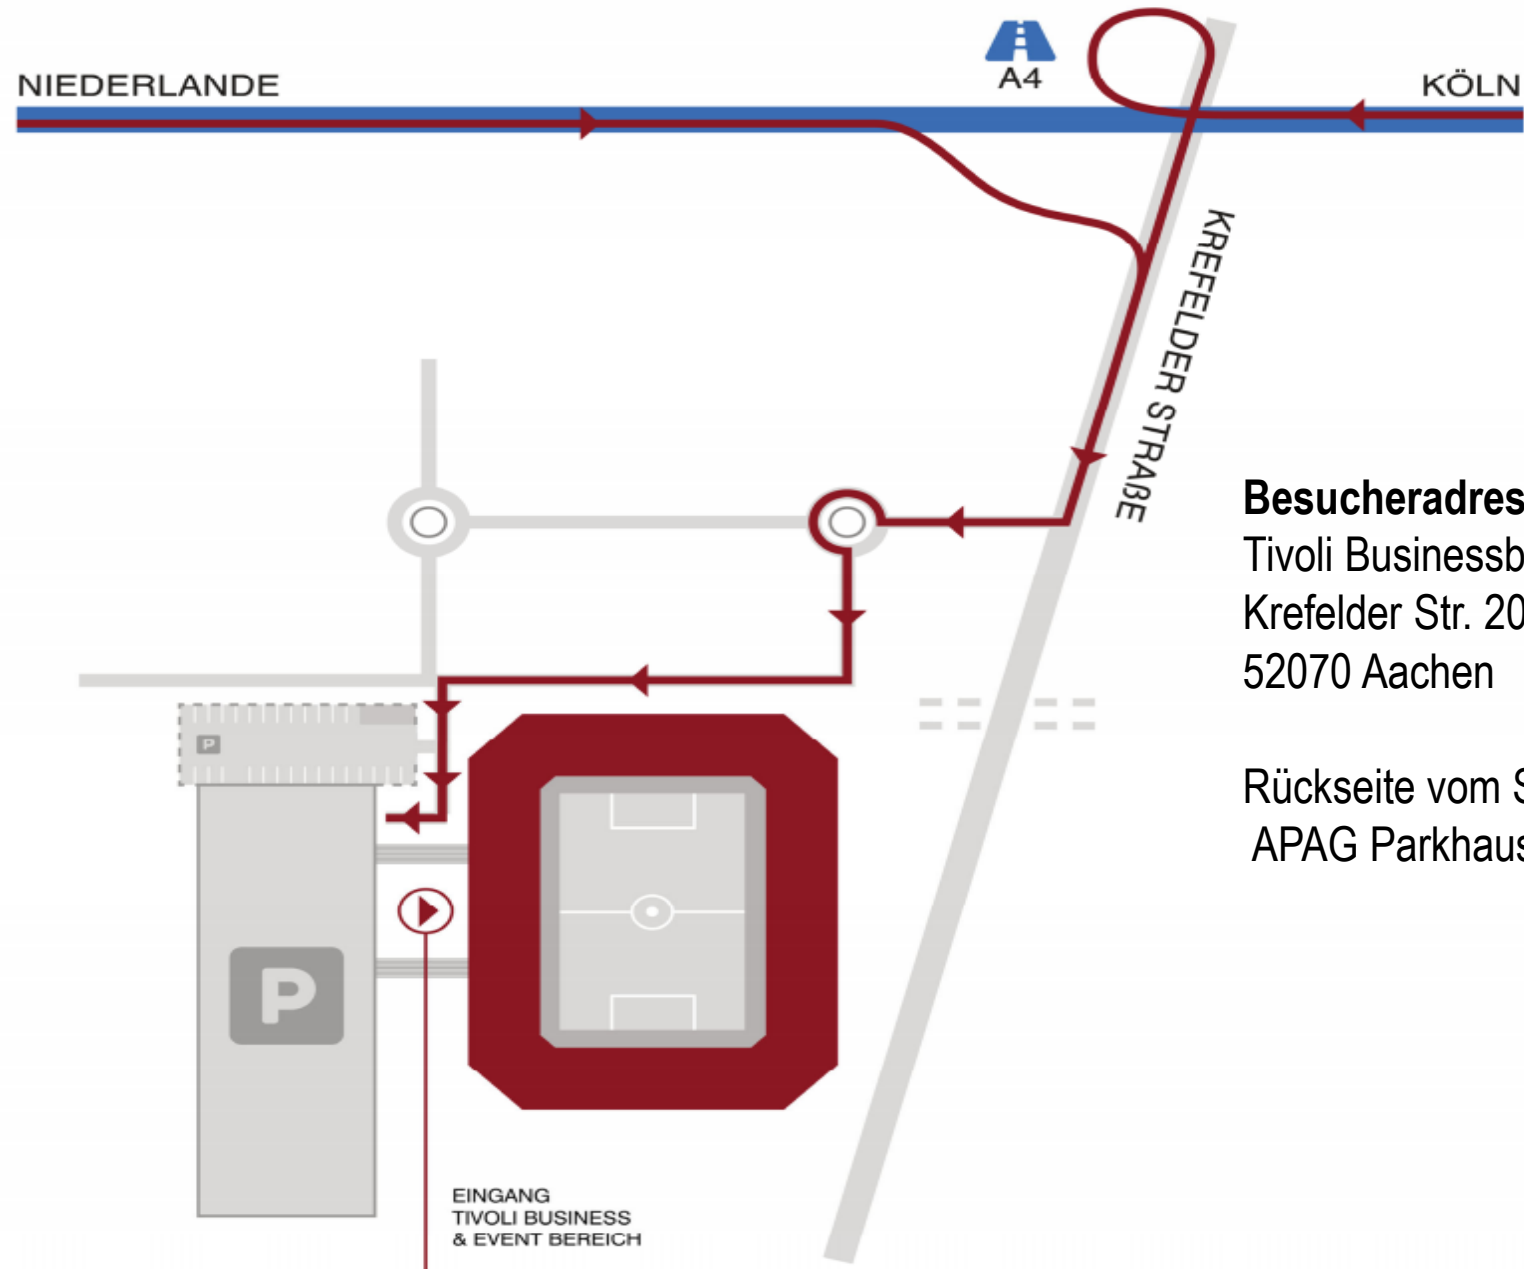 NIEDERLANDE
A4
KÖLN
KREFELDER STRAßE
Besucheradres
Tivoli Businessb
Krefelder Str. 20
52070 Aachen
Rückseite vom S
APAG Parkhaus
P
P
EINGANG
TIVOLI BUSINESS
& EVENT BEREICH